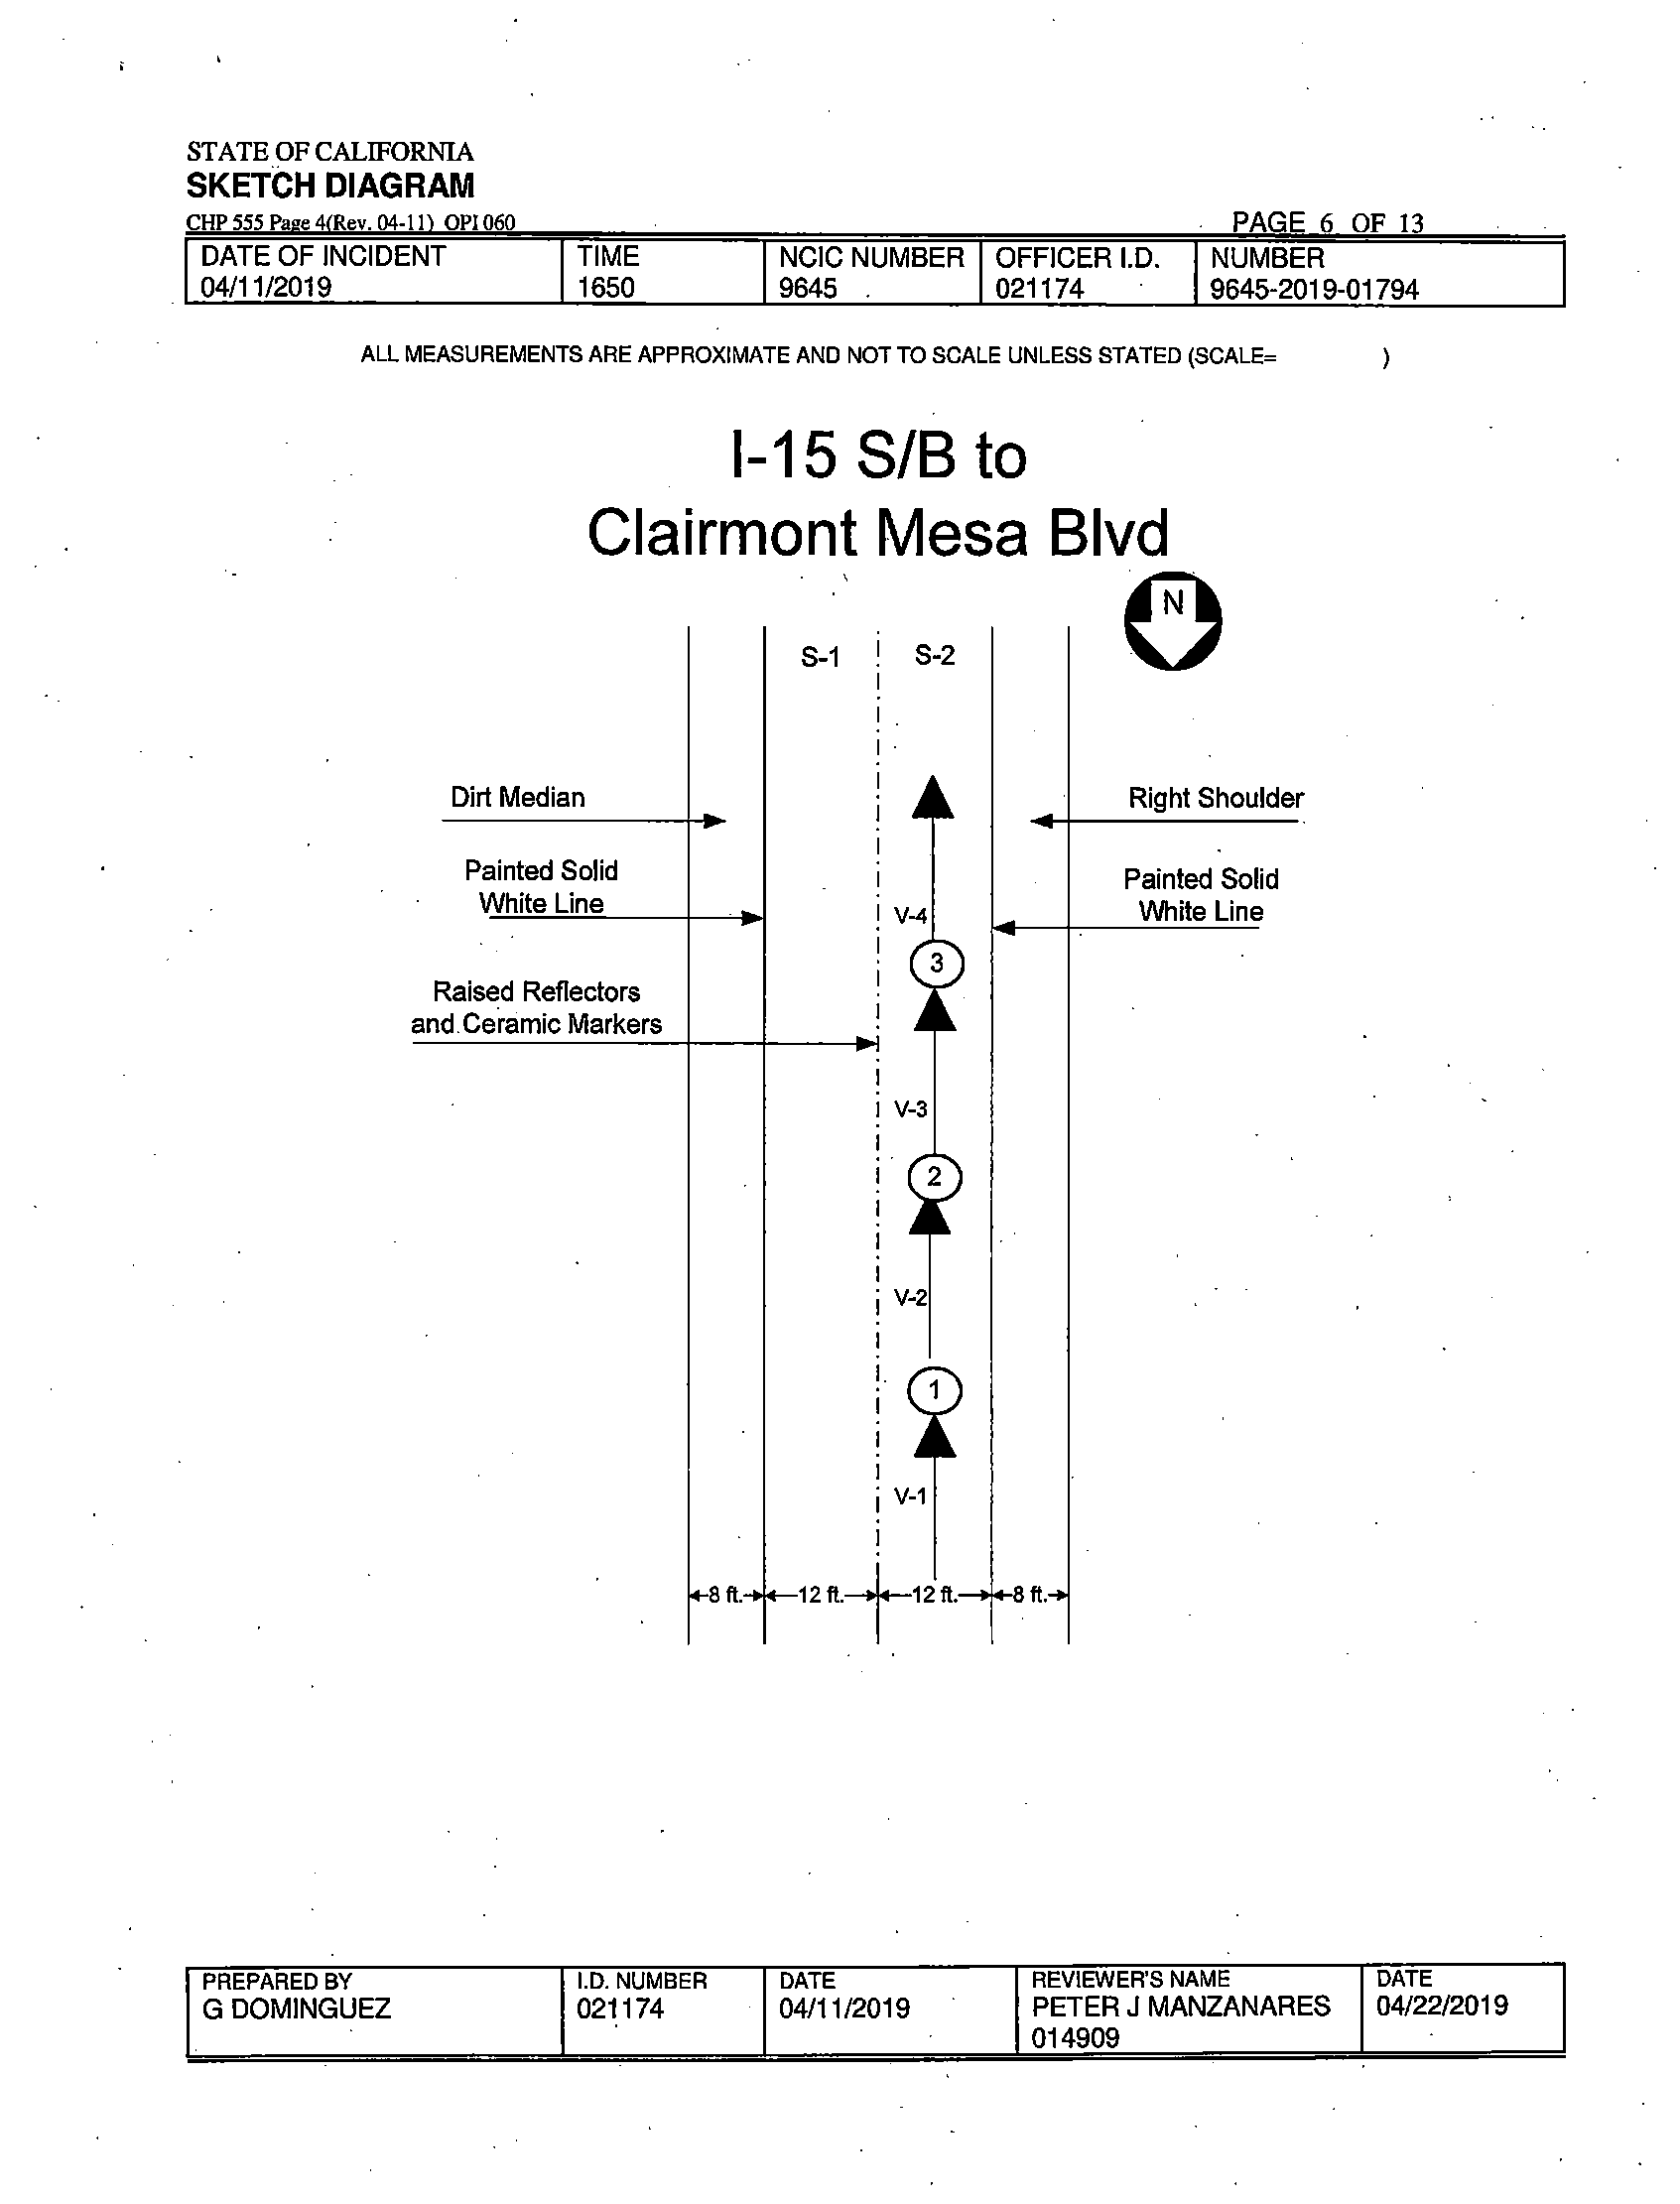 STATE OF CALIFORNIA
SKETCH DIAGRAM
CHP 555 Page 4(Rev. 04-11) OPI 060
PAGE 6 OF 13
DATE OF INCIDENT
04/11/2019
TIME
1650
NCIC NUMBER
9645
OFFICER I.D.
021174
NUMBER
9645-2019-01794
ALL MEASUREMENTS ARE APPROXIMATE AND NOT TO SCALE UNLESS STATED (SCALE= )
I-15 S/B to
Clairmont Mesa Blvd
N
S-1
S-2
Dirt Median
Right Shoulder
Painted Solid
White Line
Painted Solid
White Line
V-4
3
Raised Reflectors
and Ceramic Markers
V-3
2
V-2
1
V-1
8 ft.
12 ft.
12 ft.
8 ft.
PREPARED BY
G DOMINGUEZ
I.D. NUMBER
021174
DATE
04/11/2019
REVIEWER'S NAME
PETER J MANZANARES
014909
DATE
04/22/2019